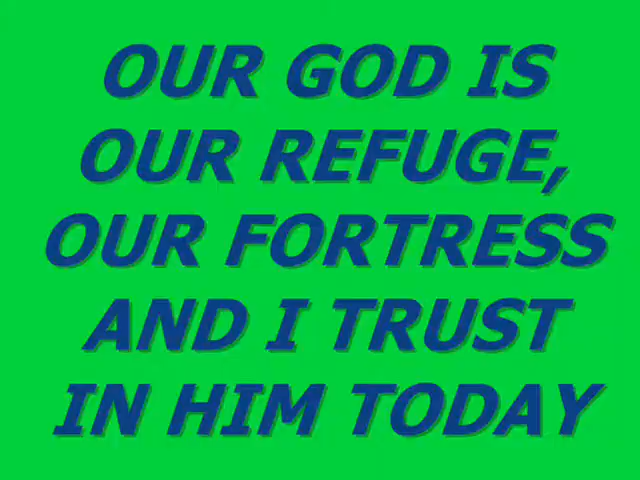 OUR GOD IS
OUR REFUGE,
OUR FORTRESS
AND I TRUST
IN HIM TODAY